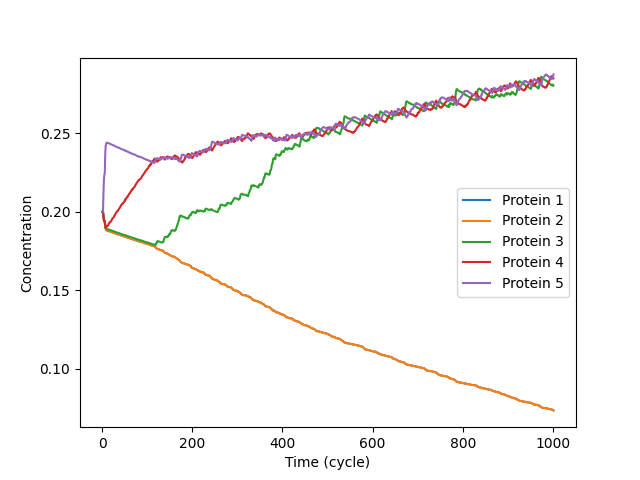 0.25
0.20
0.15
0.10
Concentration
0
200
400
600
800
1000
Time (cycle)
Protein 1
Protein 2
Protein 3
Protein 4
Protein 5